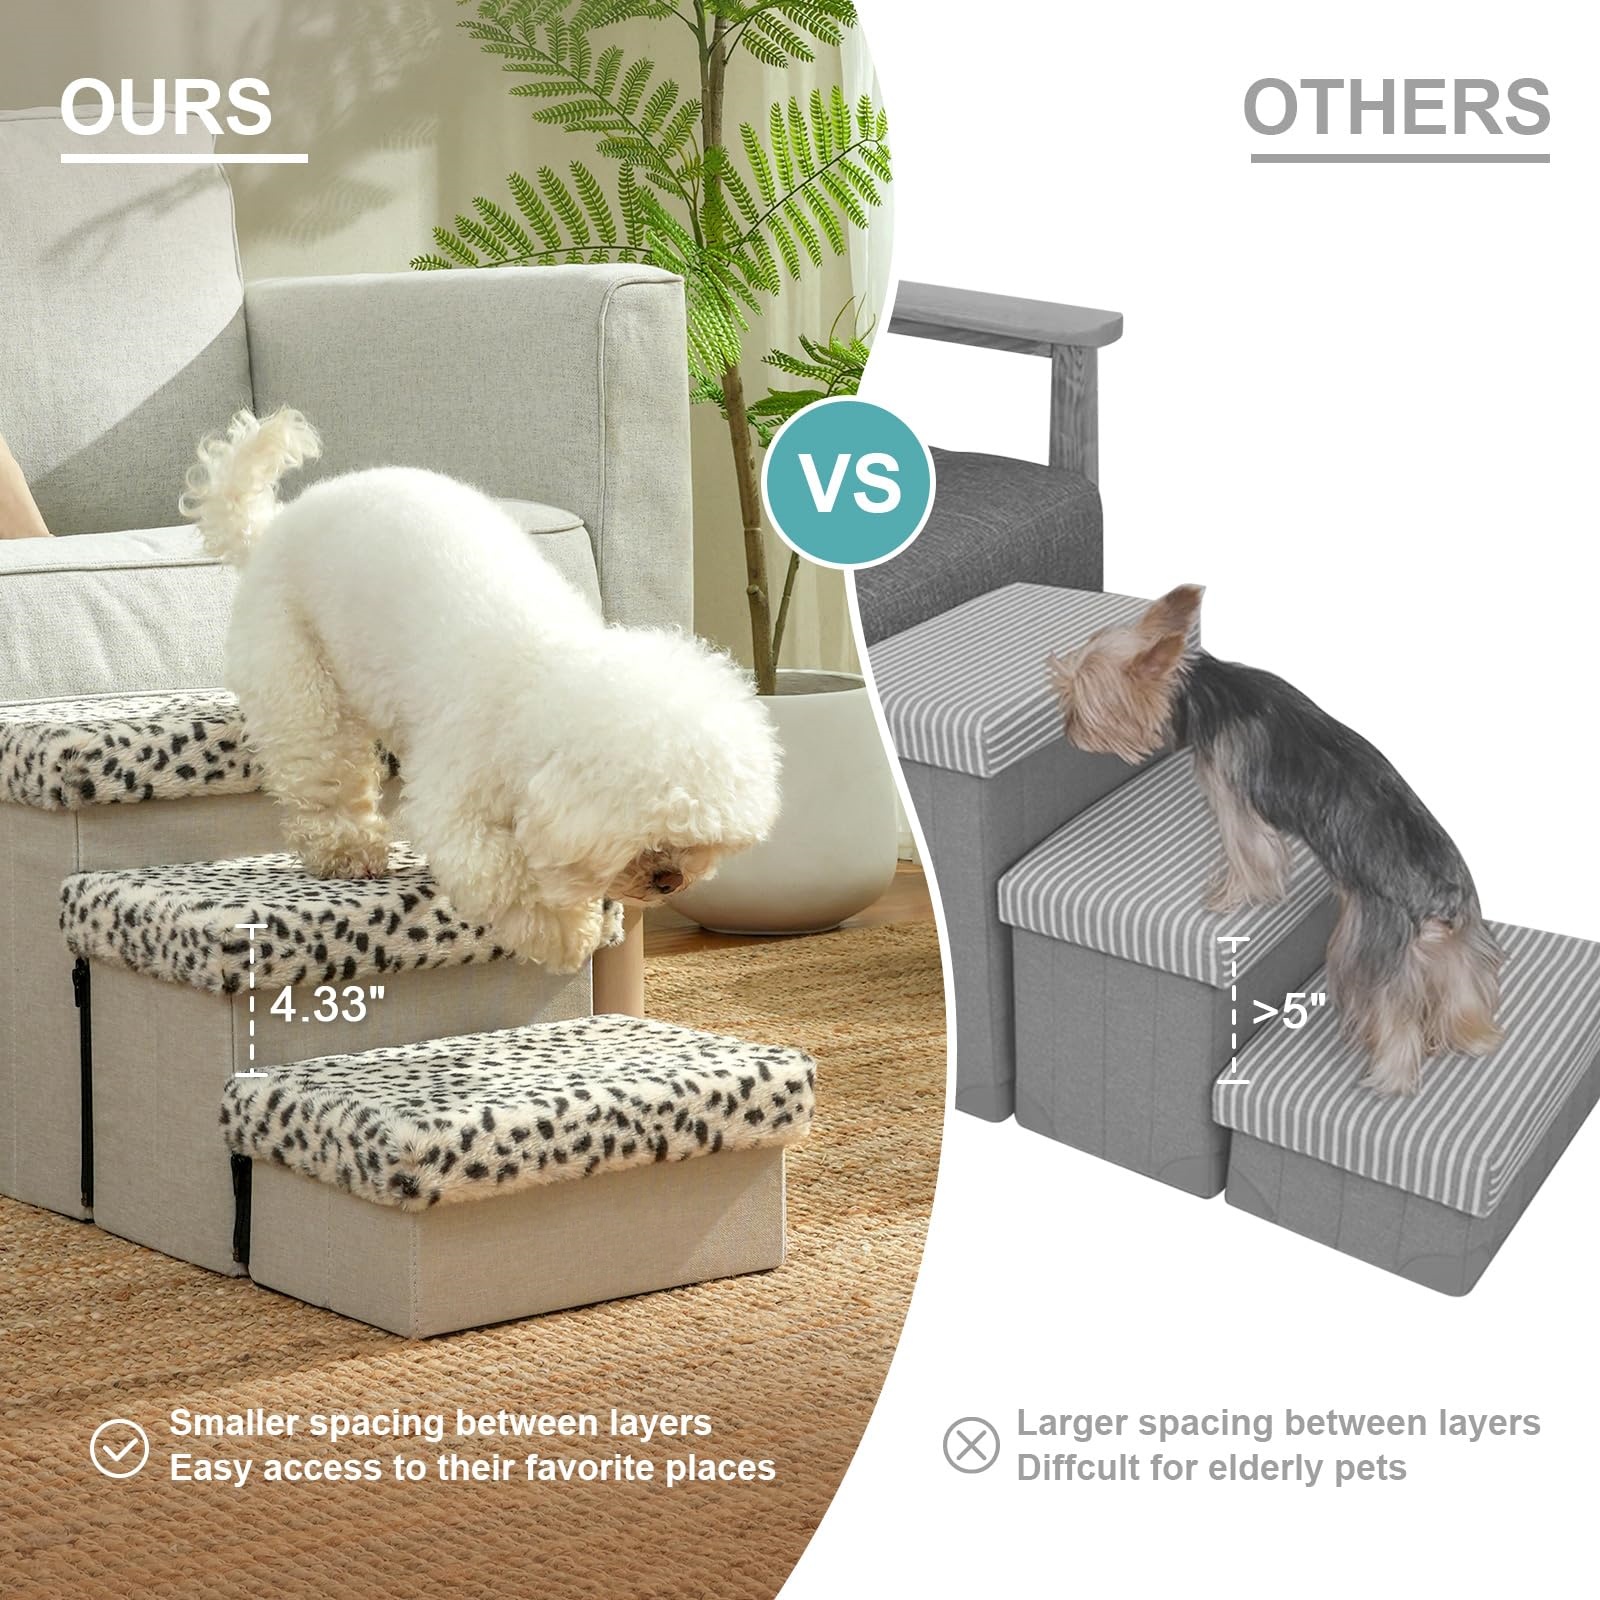 OURS
OTHERS
VS
4.33"
>5"
Smaller spacing between layers
Easy access to their favorite places
Larger spacing between layers
Diffcult for elderly pets